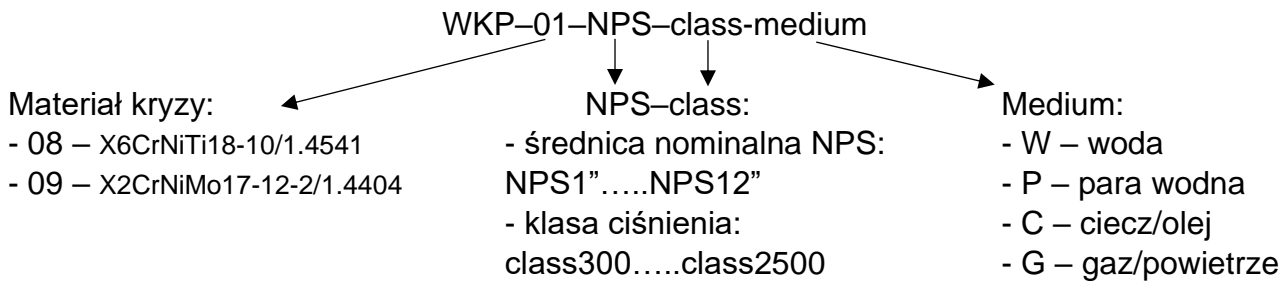 WKP–01–NPS–class-medium
Materiał kryzy:
- 08 – X6CrNiTi18-10/1.4541
- 09 – X2CrNiMo17-12-2/1.4404
NPS–class:
- średnica nominalna NPS:
NPS1”…..NPS12”
- klasa ciśnienia:
class300…..class2500
Medium:
- W – woda
- P – para wodna
- C – ciecz/olej
- G – gaz/powietrze